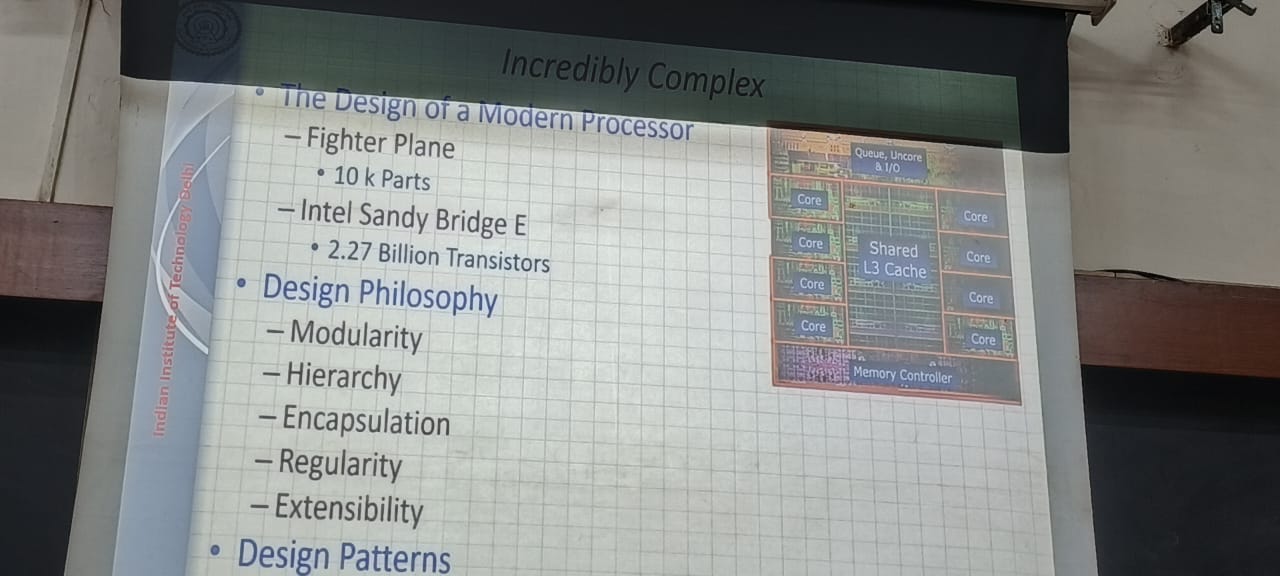 Incredibly Complex
• The Design of a Modern Processor
– Fighter Plane
• 10 k Parts
– Intel Sandy Bridge E
• 2.27 Billion Transistors
• Design Philosophy
– Modularity
– Hierarchy
– Encapsulation
– Regularity
– Extensibility
• Design Patterns
Indian Institute of Technology Delhi
Queue, Uncore
& I/O
Core
Core
Core
Core
Shared
L3 Cache
Core
Core
Core
Core
Memory Controller